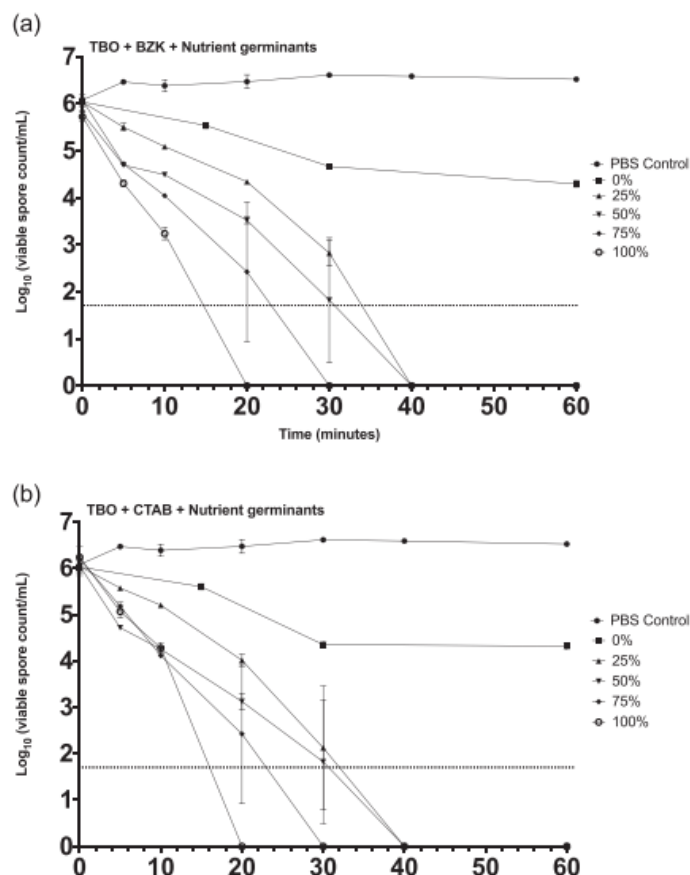 (a)
TBO + BZK + Nutrient germinants
Log10 (viable spore count/mL)
7
6
5
4
3
2
1
0
0 10 20 30 40 50 60
Time (minutes)
PBS Control
0%
25%
50%
75%
100%
(b)
TBO + CTAB + Nutrient germinants
Log10 (viable spore count/mL)
7
6
5
4
3
2
1
0
0 10 20 30 40 50 60
PBS Control
0%
25%
50%
75%
100%